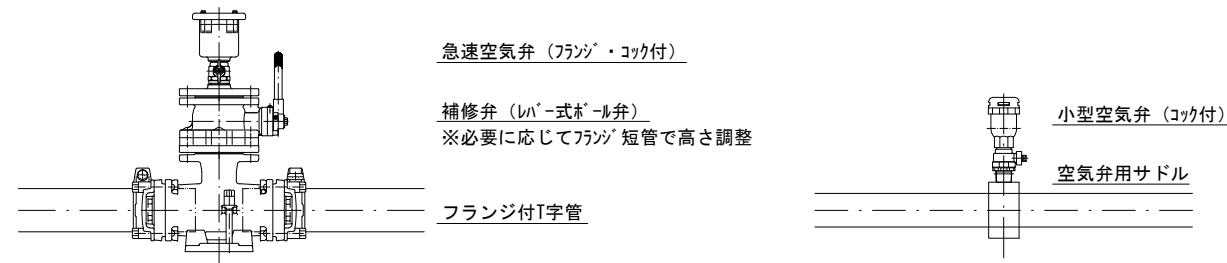 急速空気弁（ﾌﾗﾝｼﾞ・ｺｯｸ付）
補修弁（ﾚﾊﾞｰ式ﾎﾞｰﾙ弁）
※必要に応じてﾌﾗﾝｼﾞ短管で高さ調整
フランジ付T字管
小型空気弁（ｺｯｸ付）
空気弁用サドル